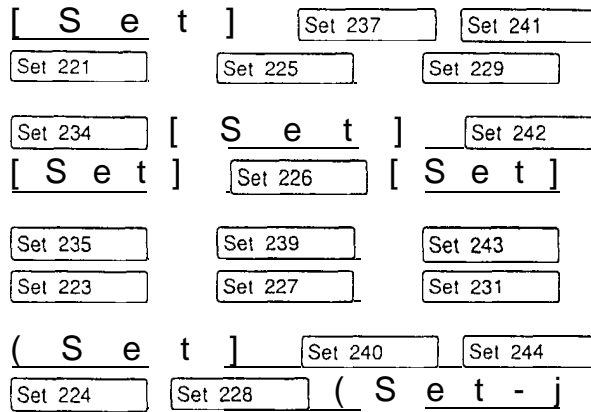 [ S e t ] Set 237 Set 241
Set 221 Set 225 Set 229
Set 234 [ S e t ] Set 242
[ S e t ] Set 226 [ S e t ]
Set 235 Set 239 Set 243
Set 223 Set 227 Set 231
( S e t ] Set 240 Set 244
Set 224 Set 228 ( S e t - j